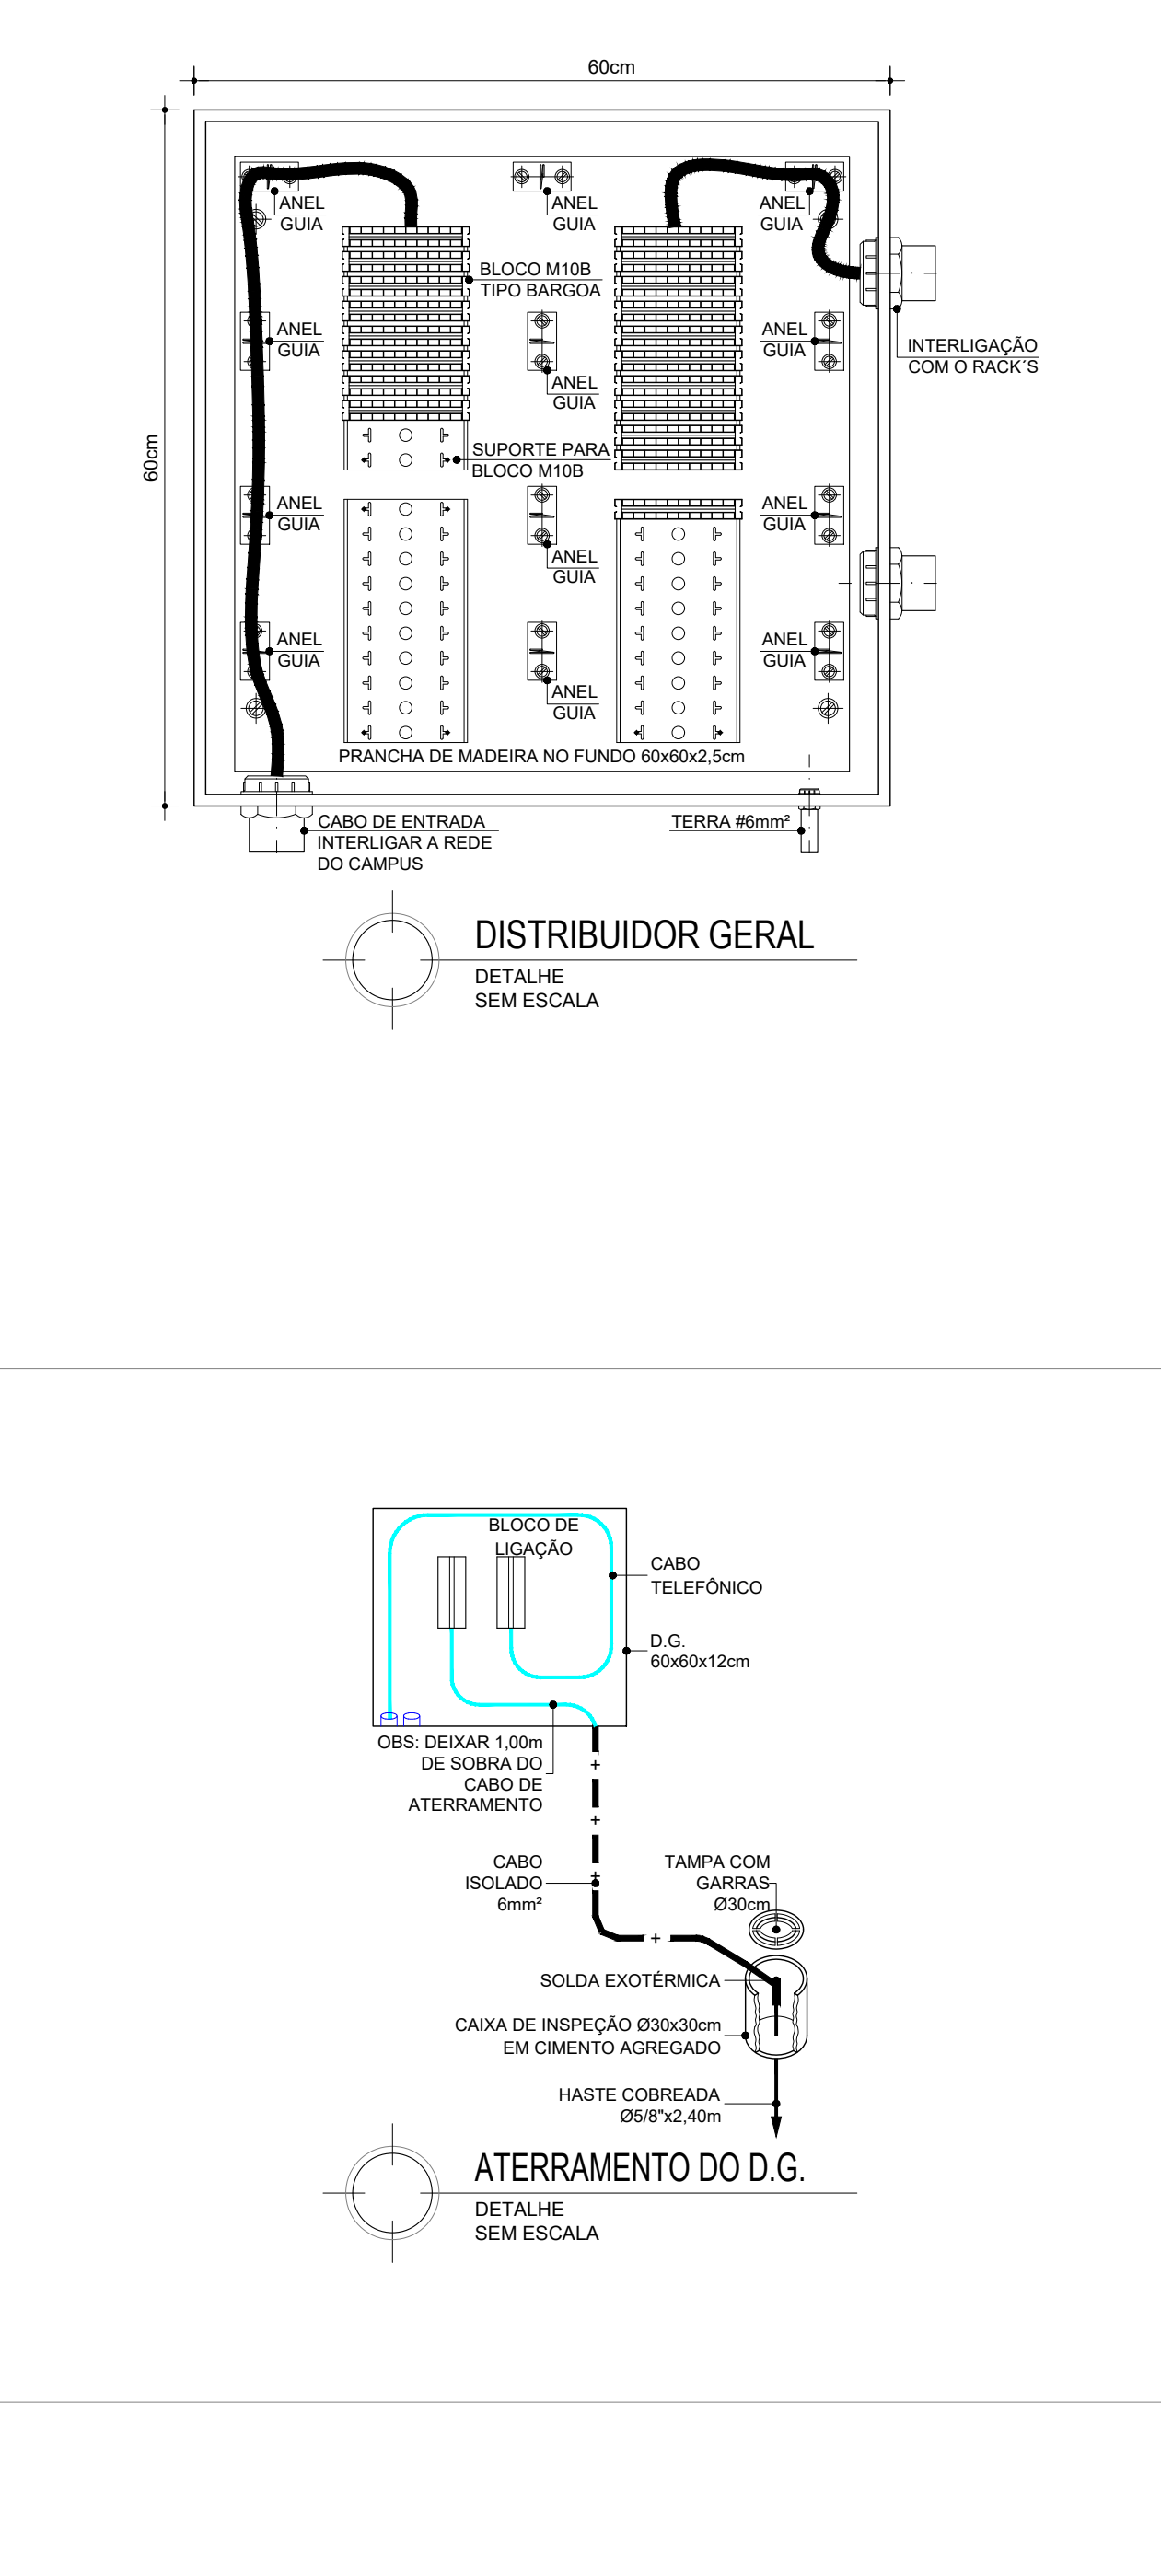 60cm
60cm
ANEL
GUIA
ANEL
GUIA
ANEL
GUIA
BLOCO M10B
TIPO BARGOA
ANEL
GUIA
ANEL
GUIA
ANEL
GUIA
INTERLIGAÇÃO
COM O RACK´S
SUPORTE PARA
BLOCO M10B
ANEL
GUIA
ANEL
GUIA
ANEL
GUIA
ANEL
GUIA
ANEL
GUIA
ANEL
GUIA
PRANCHA DE MADEIRA NO FUNDO 60x60x2,5cm
CABO DE ENTRADA
INTERLIGAR A REDE
DO CAMPUS
TERRA #6mm²
DISTRIBUIDOR GERAL
DETALHE
SEM ESCALA
BLOCO DE
LIGAÇÃO
CABO
TELEFÔNICO
D.G.
60x60x12cm
OBS: DEIXAR 1,00m
DE SOBRA DO
CABO DE
ATERRAMENTO
CABO
ISOLADO
6mm²
TAMPA COM
GARRAS
Ø30cm
SOLDA EXOTÉRMICA
CAIXA DE INSPEÇÃO Ø30x30cm
EM CIMENTO AGREGADO
HASTE COBREADA
Ø5/8"x2,40m
ATERRAMENTO DO D.G.
DETALHE
SEM ESCALA